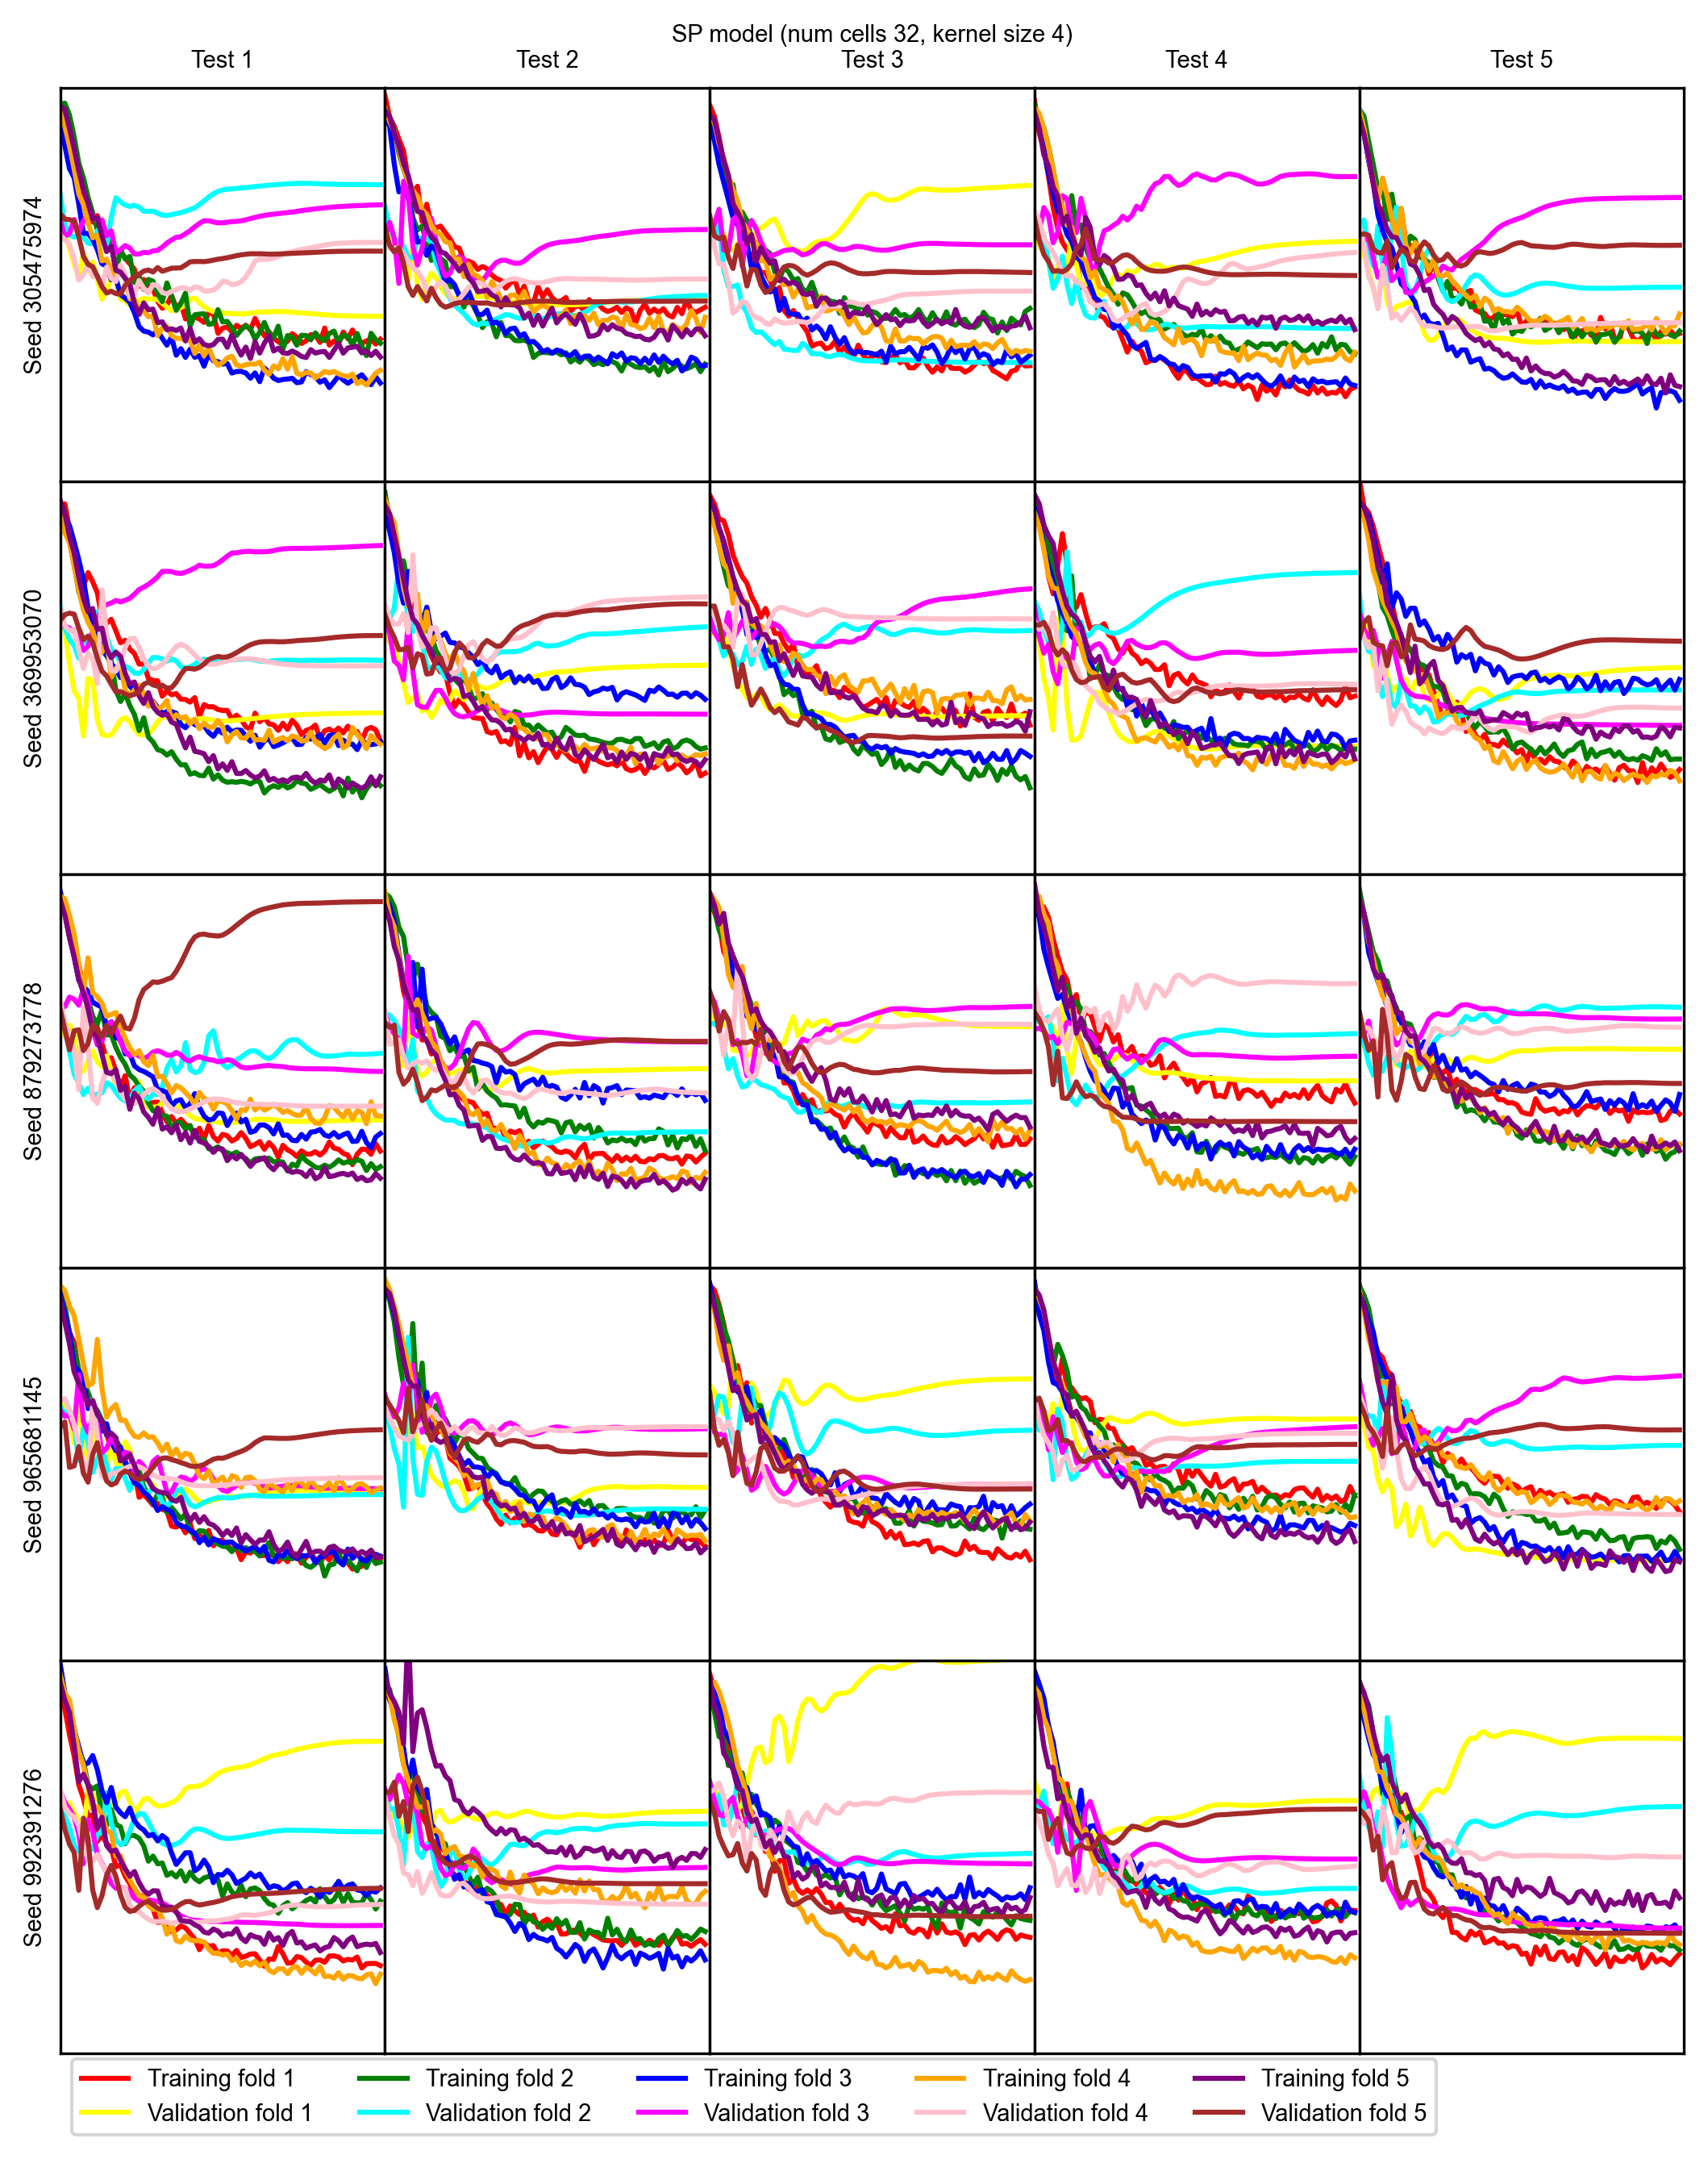 SP model (num cells 32, kernel size 4)
Test 1 Test 2 Test 3 Test 4 Test 5
Seed 3054475974
Seed 3699953070
Seed 879273778
Seed 965681145
Seed 992391276
Training fold 1 Training fold 2 Training fold 3 Training fold 4 Training fold 5
Validation fold 1 Validation fold 2 Validation fold 3 Validation fold 4 Validation fold 5